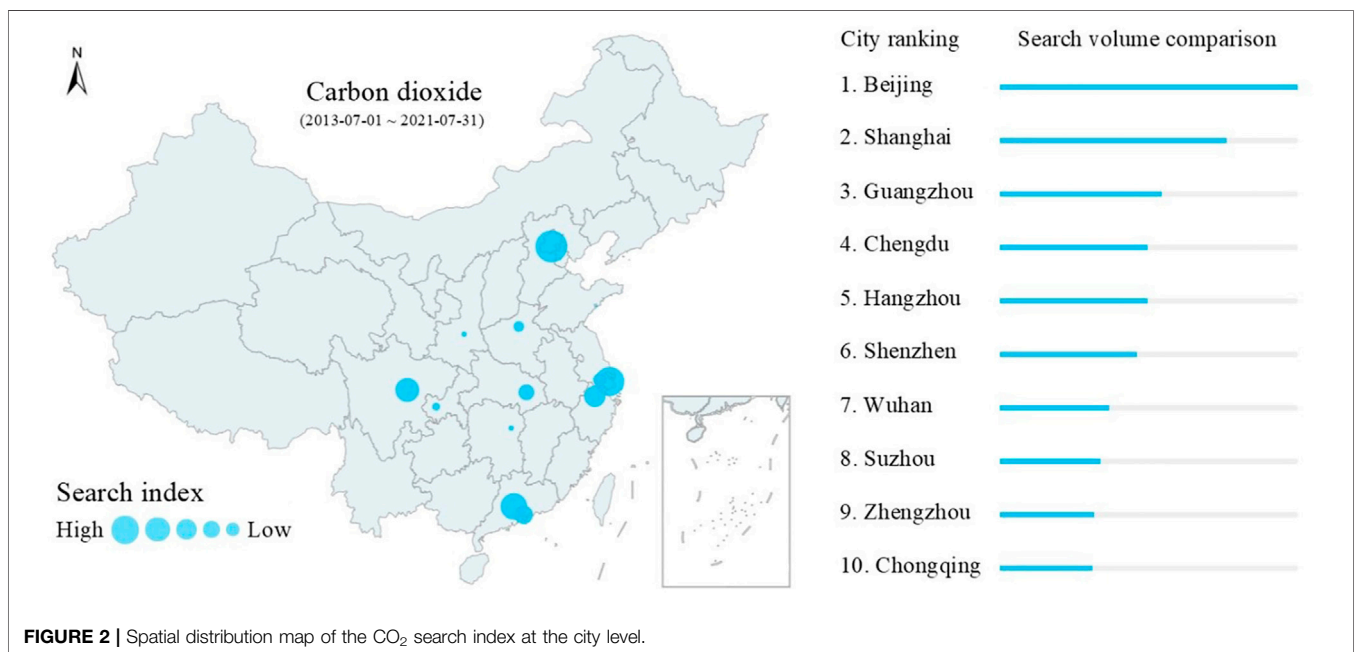 N
Carbon dioxide
(2013-07-01 ~ 2021-07-31)
Search index
High Low
City ranking Search volume comparison
1. Beijing
2. Shanghai
3. Guangzhou
4. Chengdu
5. Hangzhou
6. Shenzhen
7. Wuhan
8. Suzhou
9. Zhengzhou
10. Chongqing
FIGURE 2 | Spatial distribution map of the CO₂ search index at the city level.